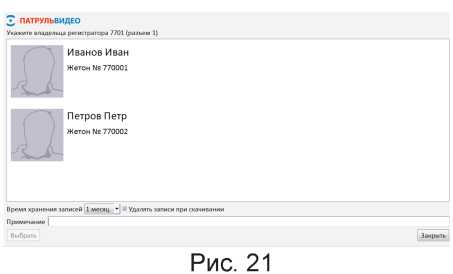 ПАТРУЛЬВИДЕО
Укажите владельца регистратора 7701 (разъем 1)
Иванов Иван
Жетон № 770001
Петров Петр
Жетон № 770002
Время хранения записей 1 месяц Удалять записи при скачивании
Примечание
Выбрать Закрыть
Рис. 21